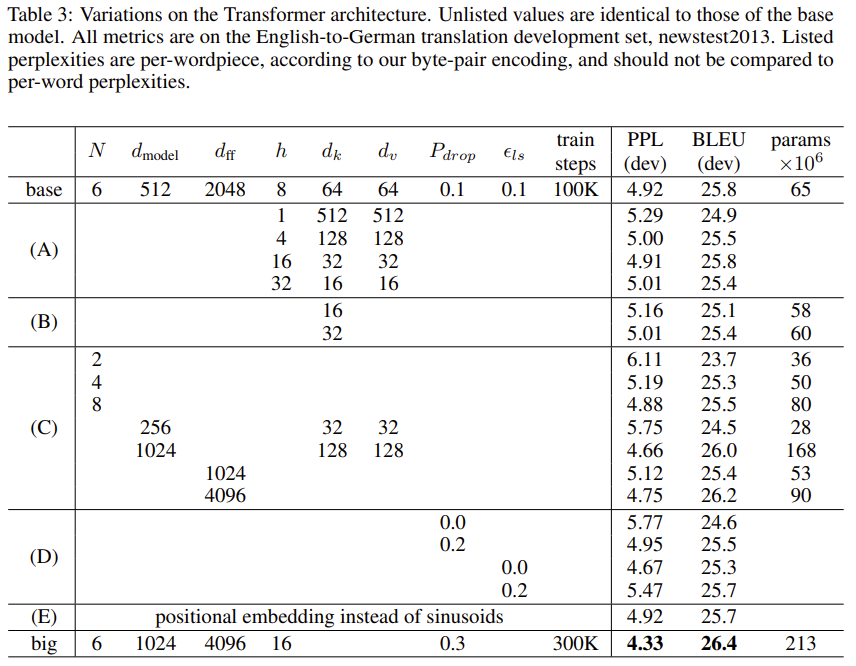 Table 3: Variations on the Transformer architecture. Unlisted values are identical to those of the base
model. All metrics are on the English-to-German translation development set, newstest2013. Listed
perplexities are per-wordpiece, according to our byte-pair encoding, and should not be compared to
per-word perplexities.
N d_model d_ff h d_k d_v P_drop ϵ_ls train steps PPL (dev) BLEU (dev) params ×10⁶
base 6 512 2048 8 64 64 0.1 0.1 100K 4.92 25.8 65
(A)
1 512 512 5.29 24.9
4 128 128 5.00 25.5
16 32 32 4.91 25.8
32 16 16 5.01 25.4
(B)
16 5.16 25.1 58
32 5.01 25.4 60
(C)
2 6.11 23.7 36
4 5.19 25.3 50
8 4.88 25.5 80
256 32 32 5.75 24.5 28
1024 128 128 4.66 26.0 168
1024 5.12 25.4 53
4096 4.75 26.2 90
(D)
0.0 5.77 24.6
0.2 4.95 25.5
0.0 4.67 25.3
0.2 5.47 25.7
(E) positional embedding instead of sinusoids 4.92 25.7
big 6 1024 4096 16 0.3 300K 4.33 26.4 213